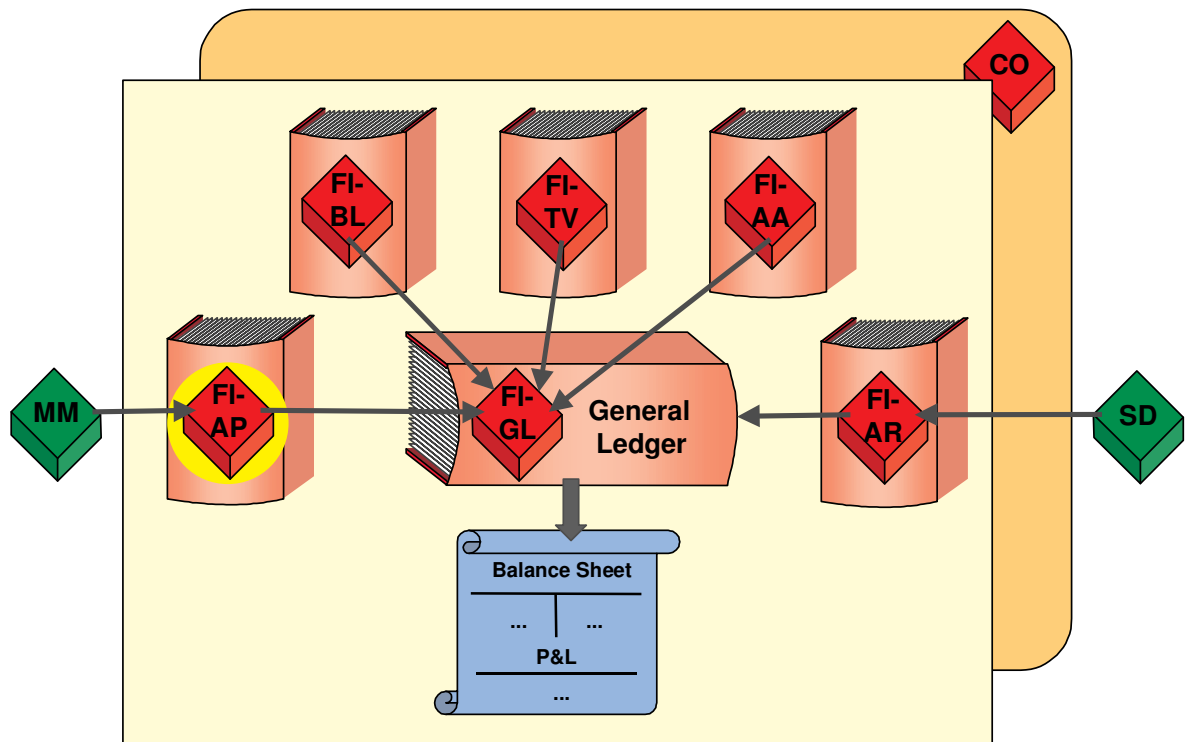 CO
FI-
BL
FI-
TV
FI-
AA
MM
FI-
AP
FI-
GL
General
Ledger
FI-
AR
SD
Balance Sheet
... ...
P&L
...